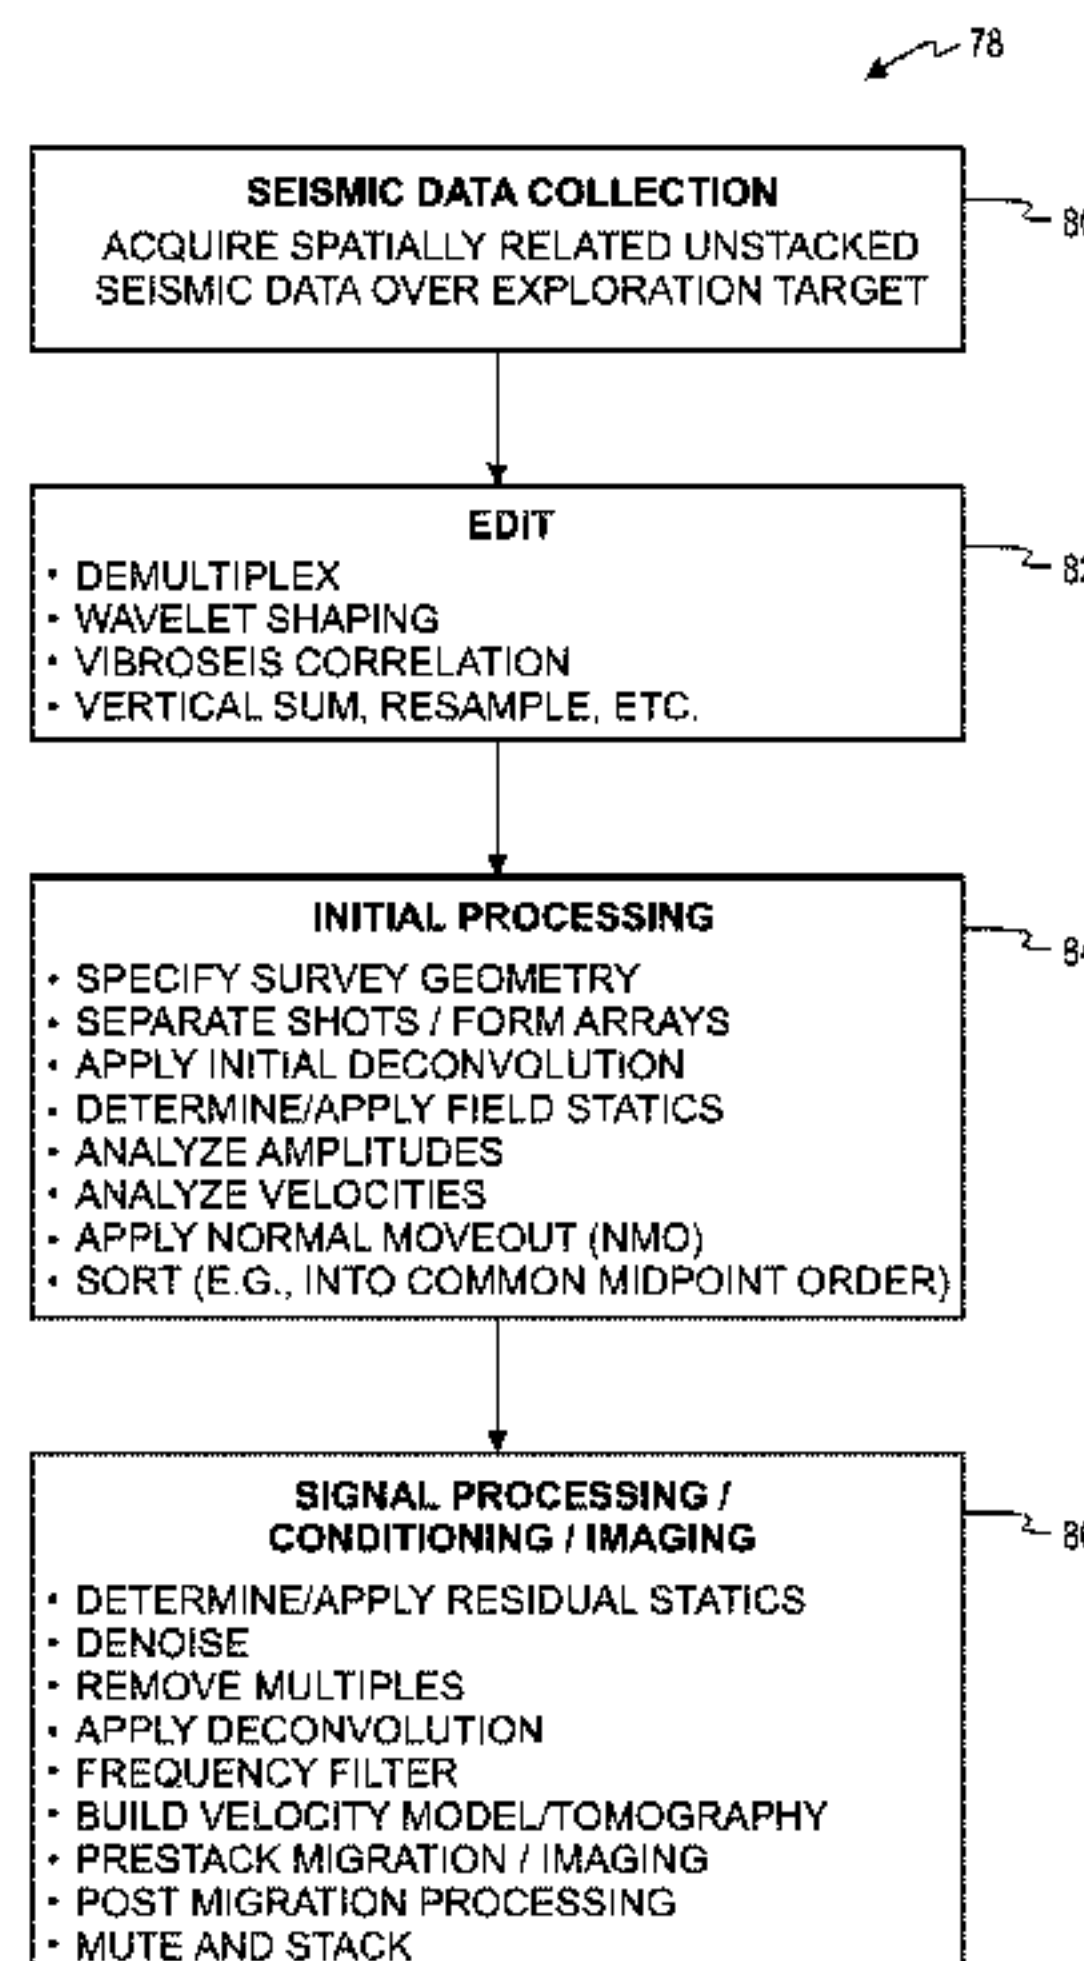 78
SEISMIC DATA COLLECTION
ACQUIRE SPATIALLY RELATED UNSTACKED
SEISMIC DATA OVER EXPLORATION TARGET
EDIT
• DEMULTIPLEX
• WAVELET SHAPING
• VIBROSEIS CORRELATION
• VERTICAL SUM, RESAMPLE, ETC.
INITIAL PROCESSING
• SPECIFY SURVEY GEOMETRY
• SEPARATE SHOTS / FORM ARRAYS
• APPLY INITIAL DECONVOLUTION
• DETERMINE/APPLY FIELD STATICS
• ANALYZE AMPLITUDES
• ANALYZE VELOCITIES
• APPLY NORMAL MOVEOUT (NMO)
• SORT (E.G., INTO COMMON MIDPOINT ORDER)
SIGNAL PROCESSING /
CONDITIONING / IMAGING
• DETERMINE/APPLY RESIDUAL STATICS
• DENOISE
• REMOVE MULTIPLES
• APPLY DECONVOLUTION
• FREQUENCY FILTER
• BUILD VELOCITY MODEL/TOMOGRAPHY
• PRESTACK MIGRATION / IMAGING
• POST MIGRATION PROCESSING
• MUTE AND STACK